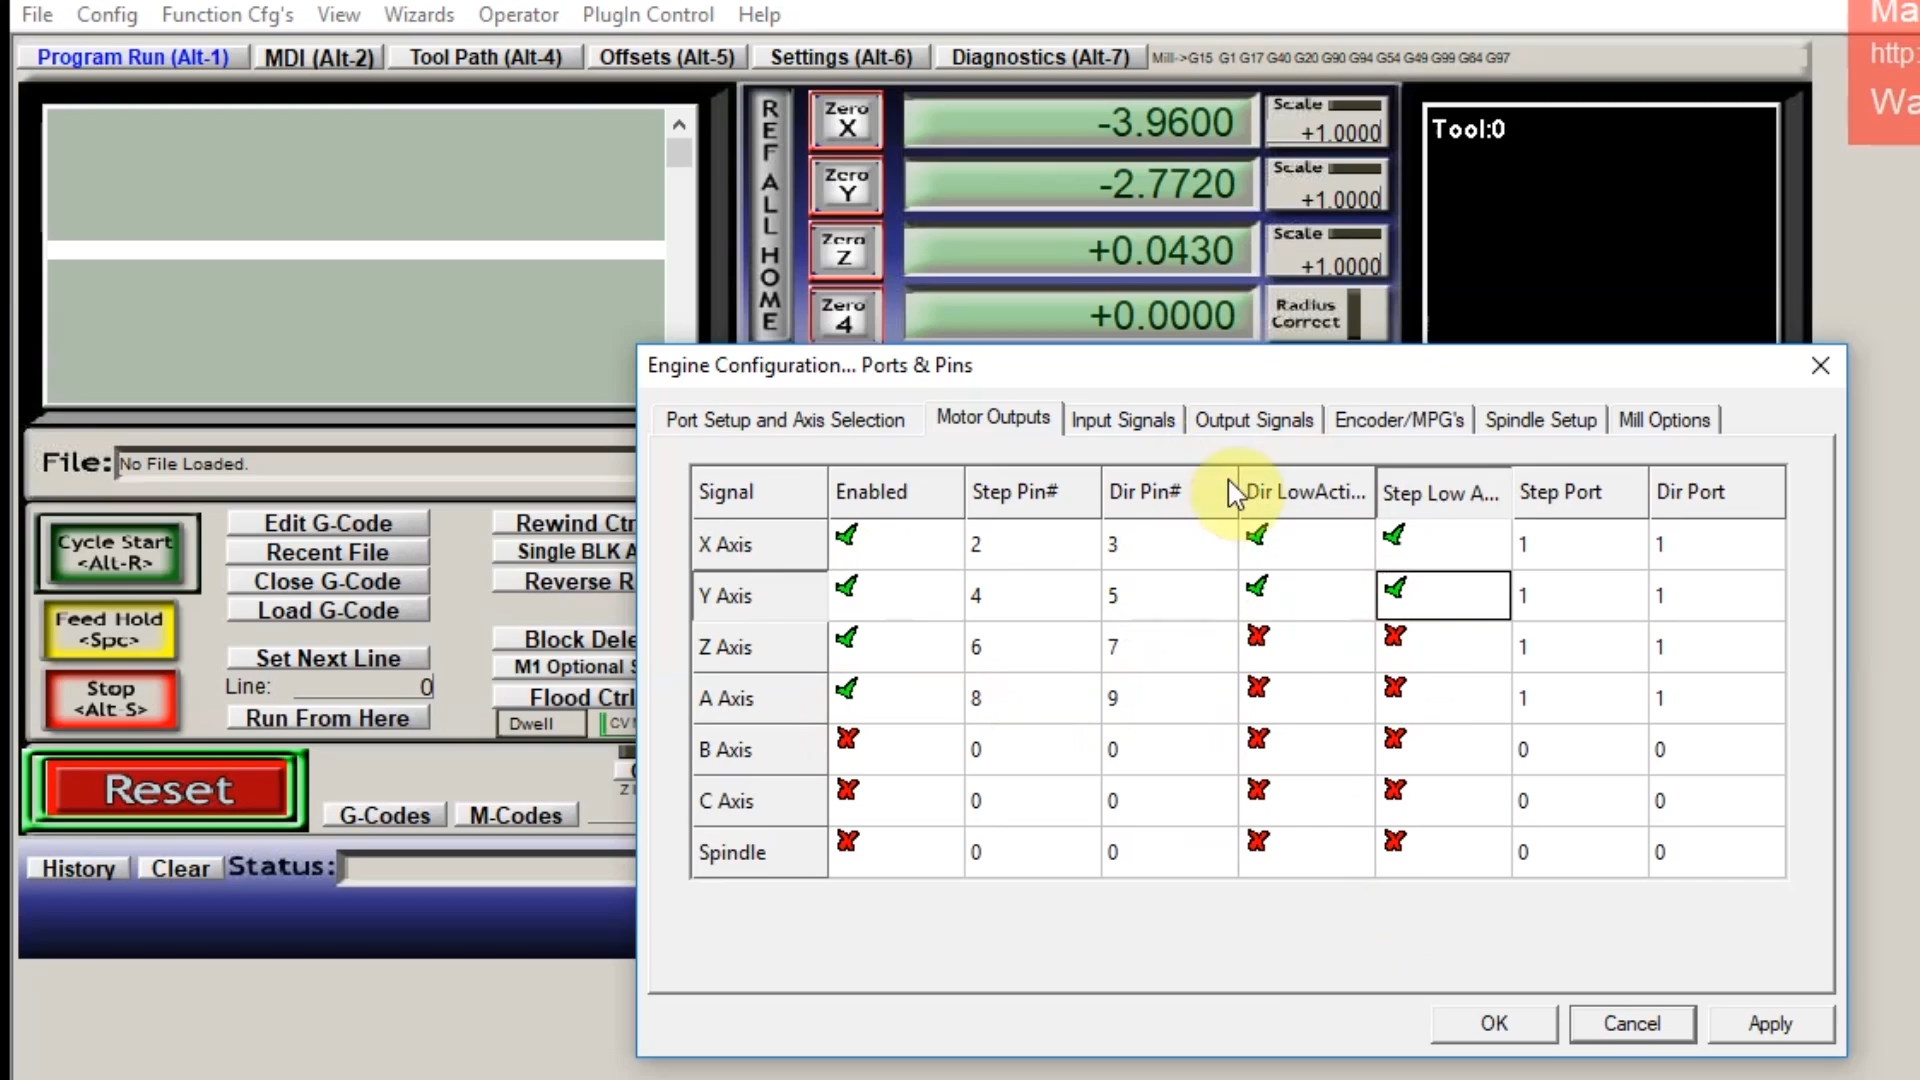 File Config Function Cfg's View Wizards Operator PlugIn Control Help
Ma
http:
Wa
Program Run (Alt-1) MDI (Alt-2) Tool Path (Alt-4) Offsets (Alt-5) Settings (Alt-6) Diagnostics (Alt-7) Mill->G15 G1 G17 G40 G20 G90 G94 G54 G49 G99 G64 G97
REF ALL HOME
Zero X -3.9600 Scale +1.0000
Zero Y -2.7720 Scale +1.0000
Zero Z +0.0430 Scale +1.0000
Zero 4 +0.0000 Radius Correct
Tool:0
File: No File Loaded.
Cycle Start <Alt-R>
Feed Hold <Spc>
Stop <Alt-S>
Edit G-Code
Recent File
Close G-Code
Load G-Code
Set Next Line
Line: 0
Run From Here
Rewind Ctr
Single BLK A
Reverse R
Block Dele
M1 Optional S
Flood Ctrl
Dwell CV M
Reset
G-Codes M-Codes
History Clear Status:
Engine Configuration... Ports & Pins
Port Setup and Axis Selection Motor Outputs Input Signals Output Signals Encoder/MPG's Spindle Setup Mill Options
Signal Enabled Step Pin# Dir Pin# Dir LowActi... Step Low A... Step Port Dir Port
X Axis 2 3 1 1
Y Axis 4 5 1 1
Z Axis 6 7 1 1
A Axis 8 9 1 1
B Axis 0 0 0 0
C Axis 0 0 0 0
Spindle 0 0 0 0
OK Cancel Apply